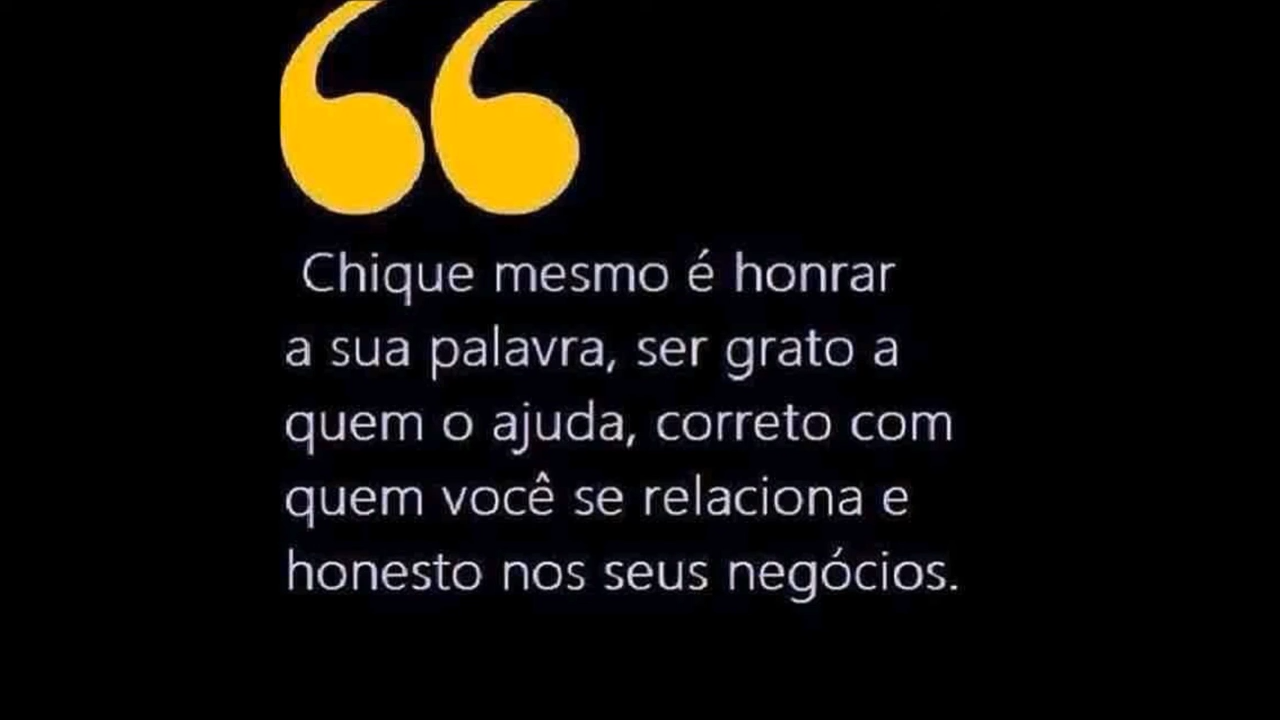 Chique mesmo é honrar
a sua palavra, ser grato a
quem o ajuda, correto com
quem você se relaciona e
honesto nos seus negócios.